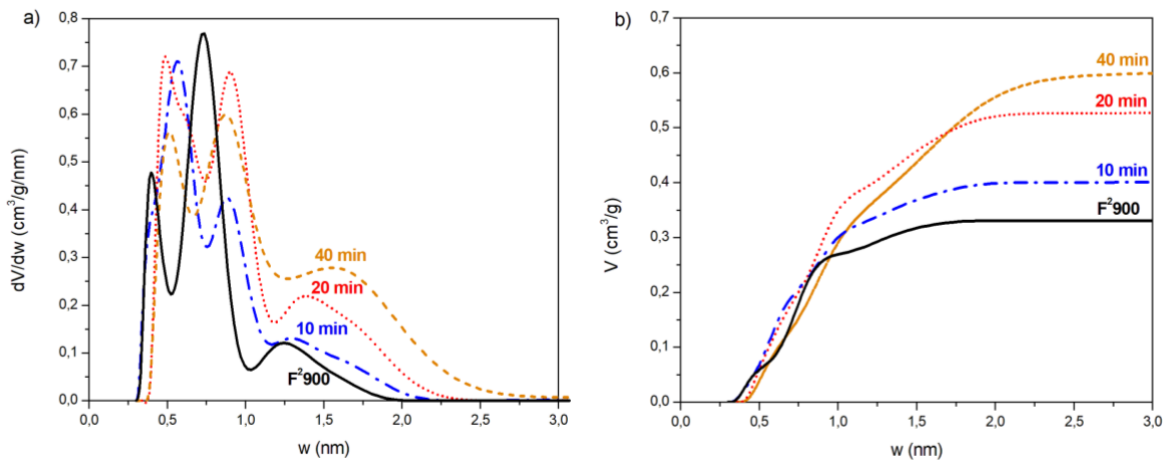 a)
0,8
0,7
0,6
0,5
0,4
0,3
0,2
0,1
0,0
dV/dw (cm³/g/nm)
40 min
20 min
10 min
F²900
0,0 0,5 1,0 1,5 2,0 2,5 3,0
w (nm)
b)
0,7
0,6
0,5
0,4
0,3
0,2
0,1
0,0
V (cm³/g)
40 min
20 min
10 min
F²900
0,0 0,5 1,0 1,5 2,0 2,5 3,0
w (nm)